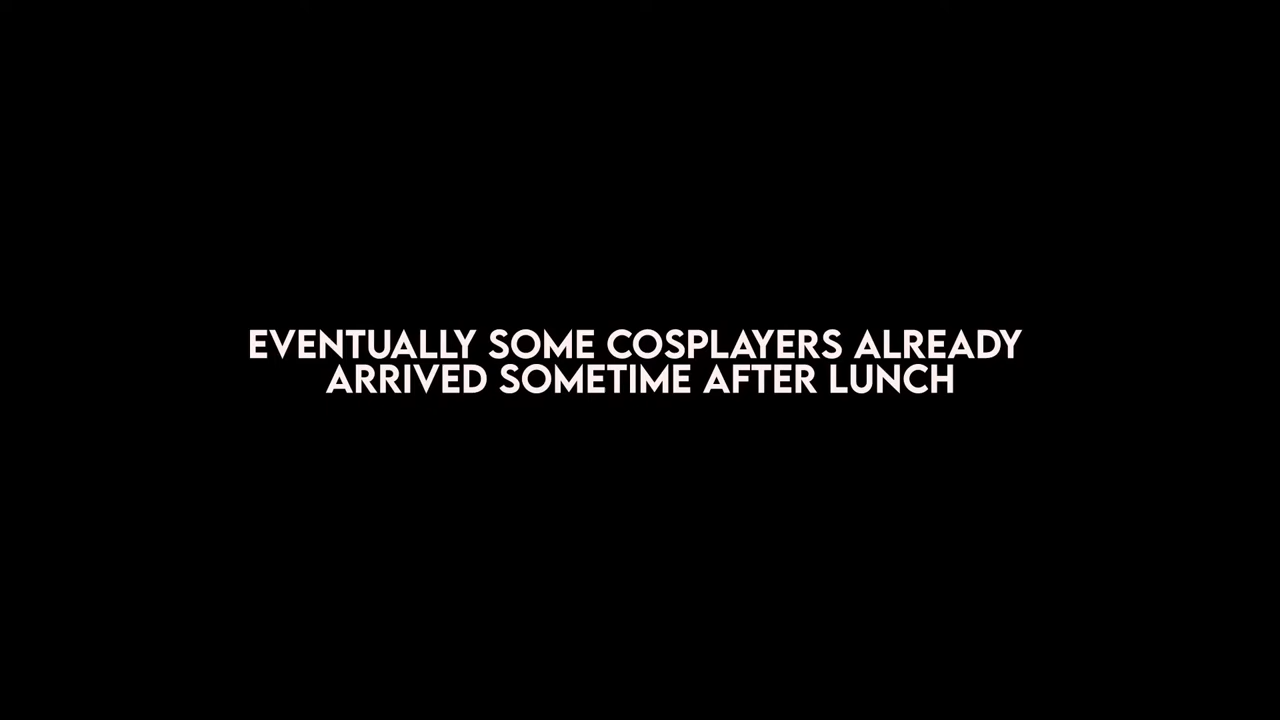 EVENTUALLY SOME COSPLAYERS ALREADY
ARRIVED SOMETIME AFTER LUNCH